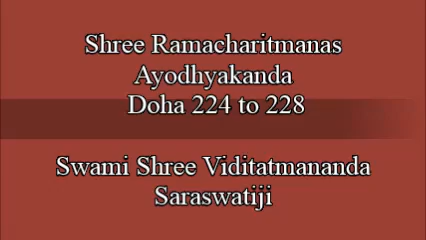 Shree Ramacharitmanas
Ayodhyakanda
Doha 224 to 228
Swami Shree Viditatmananda
Saraswatiji